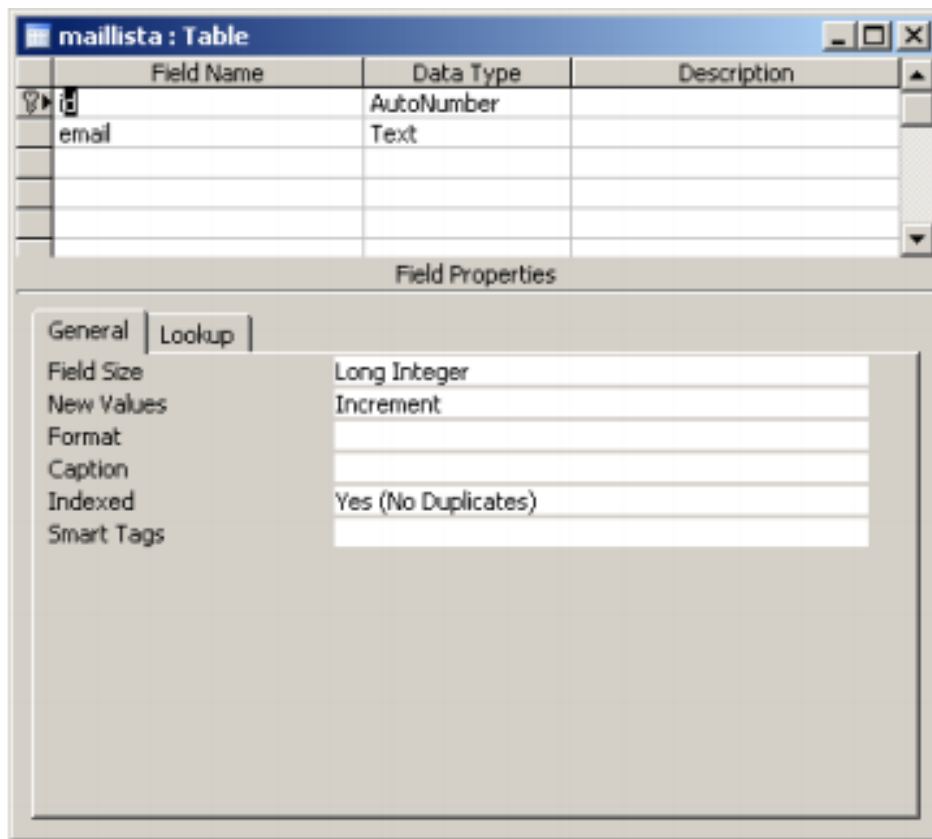 maillista : Table
Field Name Data Type Description
id AutoNumber
email Text
Field Properties
General Lookup
Field Size Long Integer
New Values Increment
Format
Caption
Indexed Yes (No Duplicates)
Smart Tags